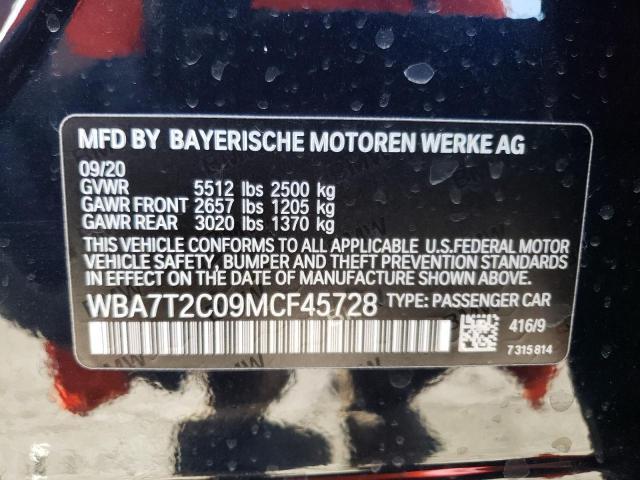 MFD BY BAYERISCHE MOTOREN WERKE AG
09/20
GVWR 5512 lbs 2500 kg
GAWR FRONT 2657 lbs 1205 kg
GAWR REAR 3020 lbs 1370 kg
THIS VEHICLE CONFORMS TO ALL APPLICABLE U.S.FEDERAL MOTOR
VEHICLE SAFETY, BUMPER AND THEFT PREVENTION STANDARDS
IN EFFECT ON THE DATE OF MANUFACTURE SHOWN ABOVE.
WBA7T2C09MCF45728 TYPE: PASSENGER CAR
416/9
7 315 814